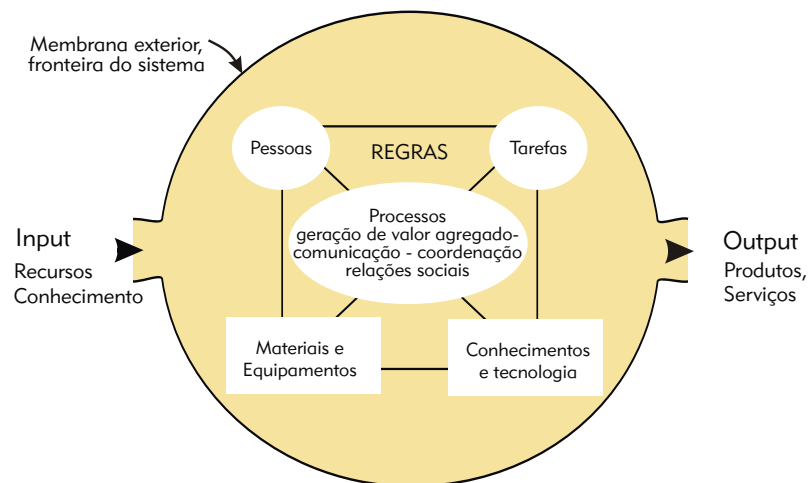 Membrana exterior,
fronteira do sistema
Pessoas
REGRAS
Tarefas
Input
Recursos
Conhecimento
Processos
geração de valor agregado-
comunicação - coordenação
relações sociais
Output
Produtos,
Serviços
Materiais e
Equipamentos
Conhecimentos
e tecnologia